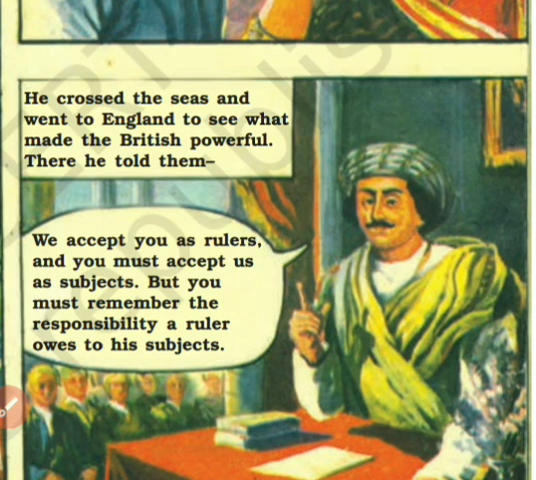 He crossed the seas and
went to England to see what
made the British powerful.
There he told them–
We accept you as rulers,
and you must accept us
as subjects. But you
must remember the
responsibility a ruler
owes to his subjects.